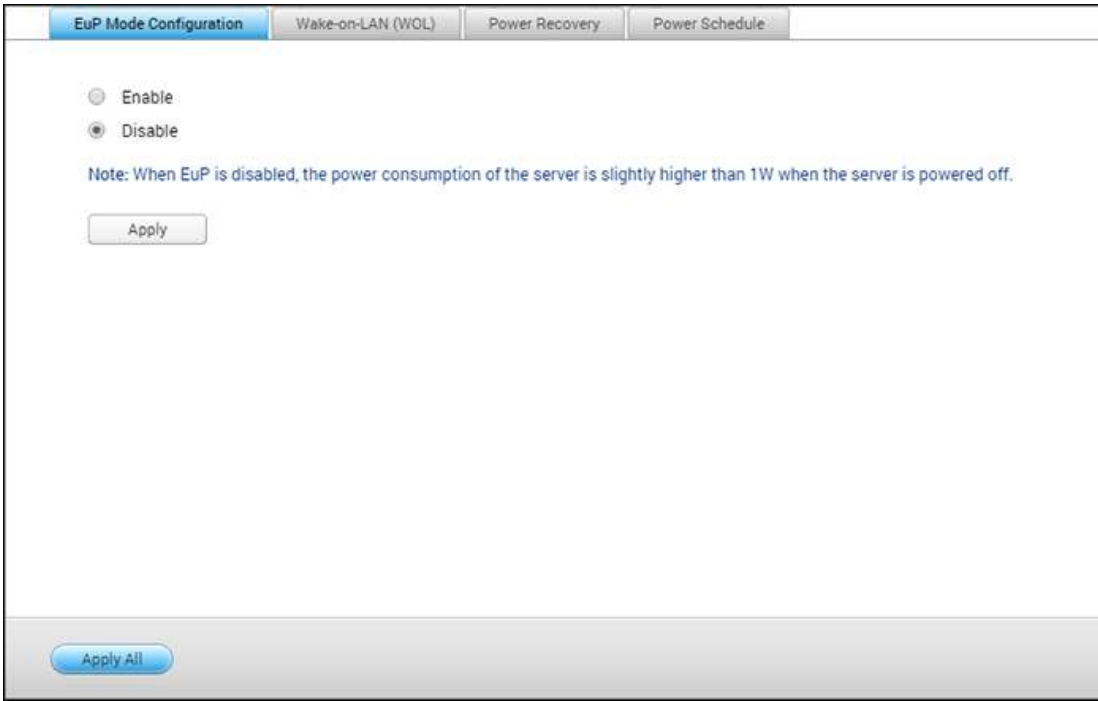 EuP Mode Configuration Wake-on-LAN (WOL) Power Recovery Power Schedule
Enable
Disable
Note: When EuP is disabled, the power consumption of the server is slightly higher than 1W when the server is powered off.
Apply
Apply All